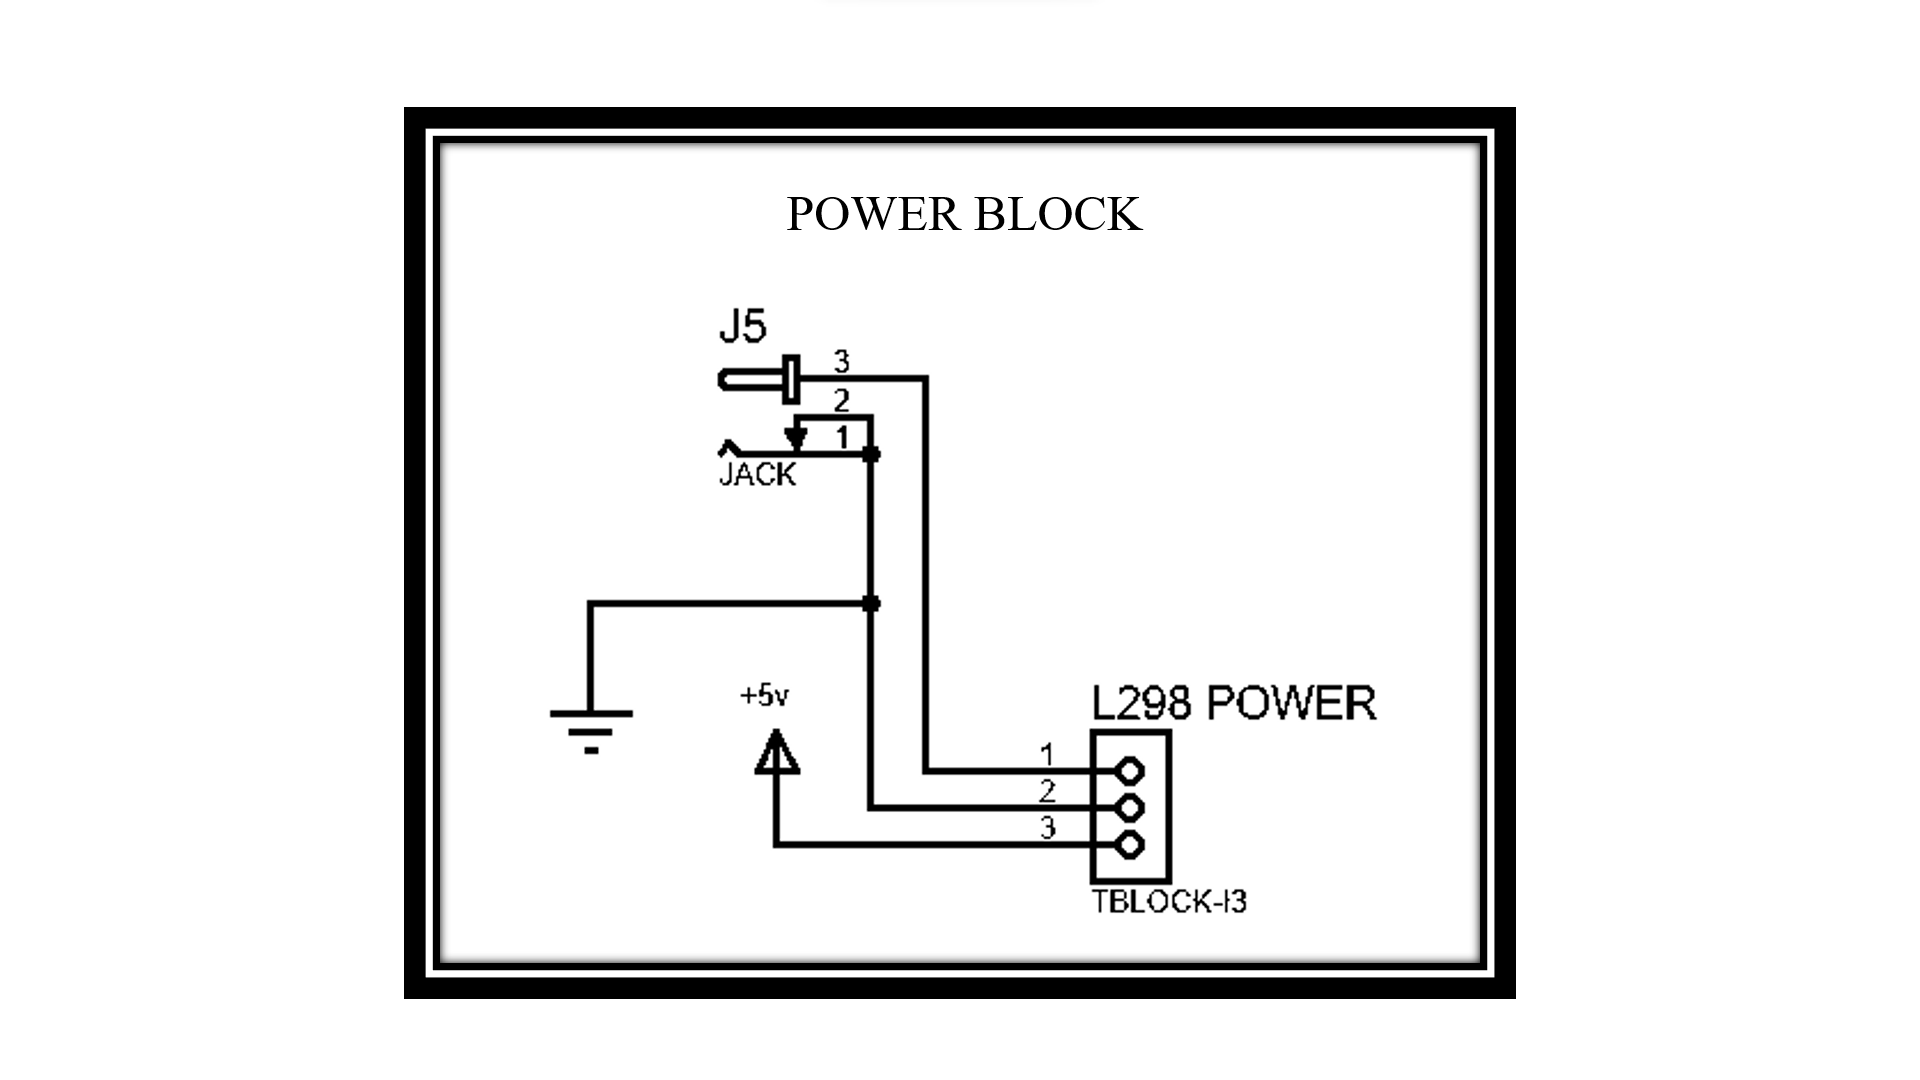 POWER BLOCK
J5
3
2
1
JACK
+5v
L298 POWER
1
2
3
TBLOCK-I3